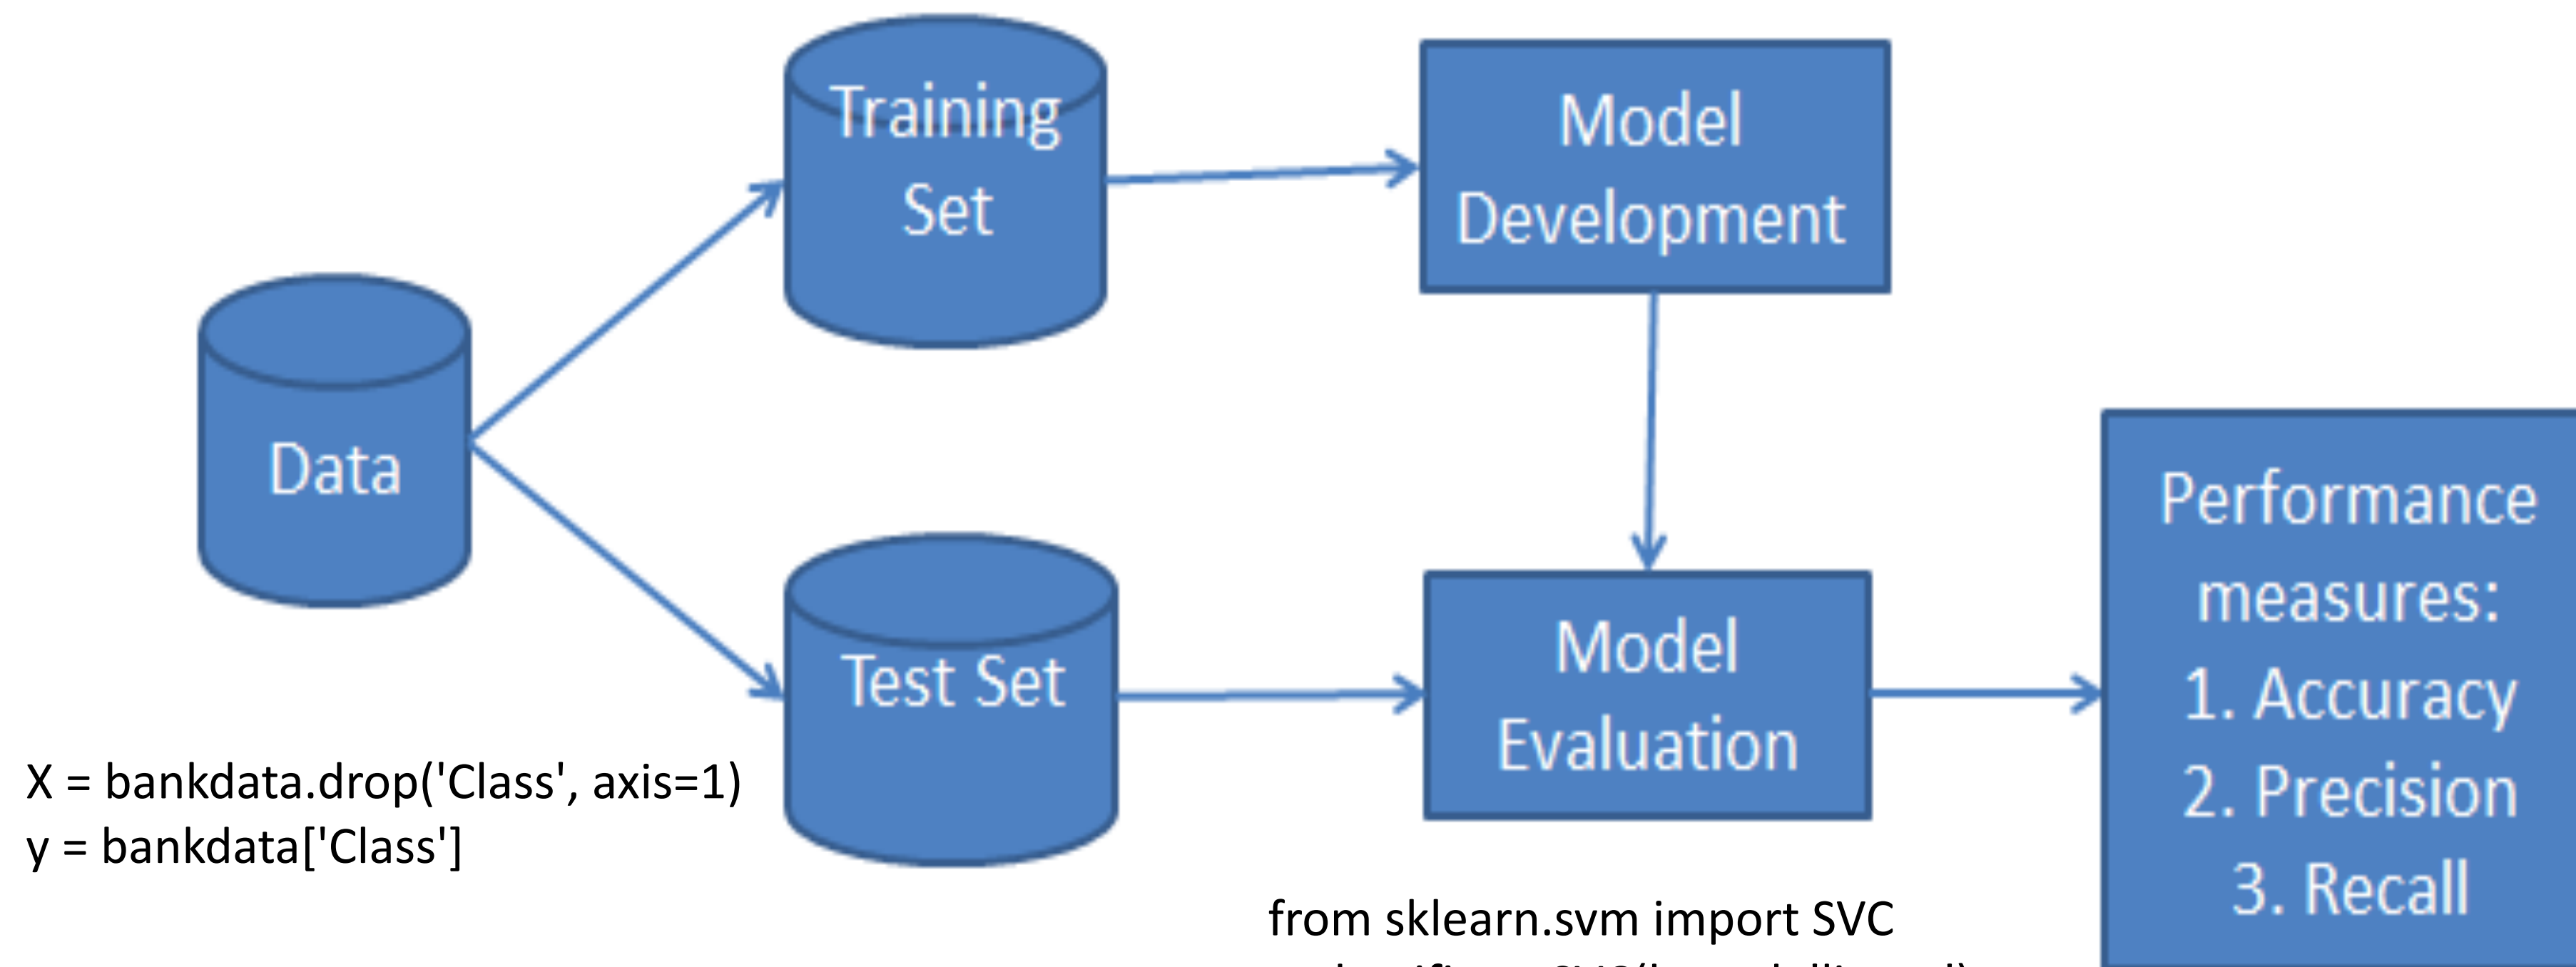 Training
Set
Model
Development
Data
Test Set
Model
Evaluation
Performance
measures:
1. Accuracy
2. Precision
3. Recall
X = bankdata.drop('Class', axis=1)
y = bankdata['Class']
from sklearn.svm import SVC